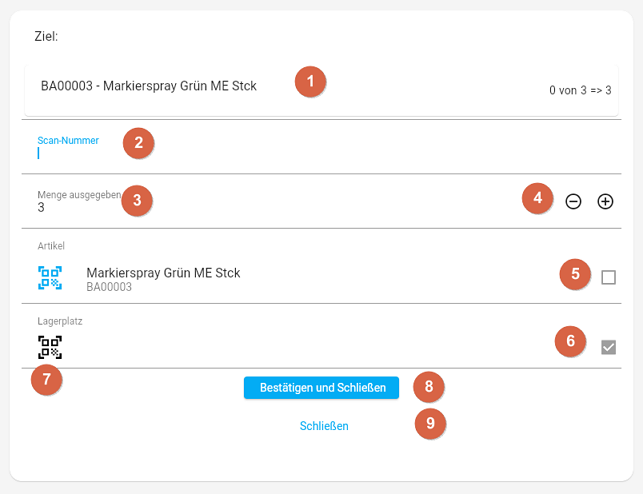 Ziel:
BA00003 - Markierspray Grün ME Stck 1
0 von 3 => 3
Scan-Nummer 2
Menge ausgegeben 3
3
4
Artikel
Markierspray Grün ME Stck
BA00003
5
Lagerplatz
6
7
Bestätigen und Schließen 8
Schließen 9